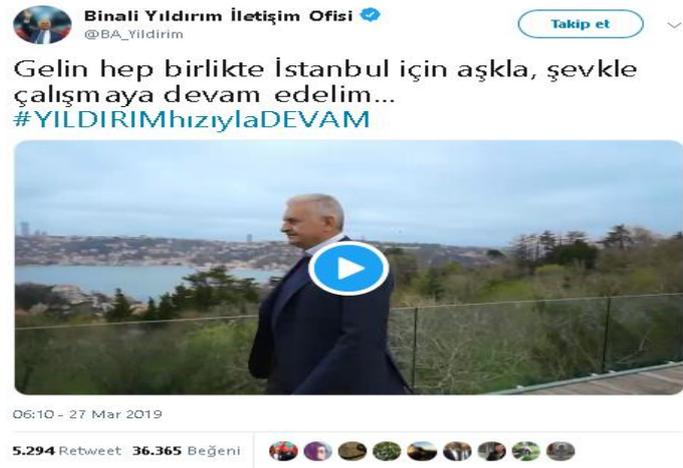 Binali Yıldırım İletişim Ofisi
@BA_Yildirim
Takip et
Gelin hep birlikte İstanbul için aşkla, şevkle
çalışmaya devam edelim...
#YILDIRIMhızıylaDEVAM
06:10 - 27 Mar 2019
5.294 Retweet 36.365 Beğeni